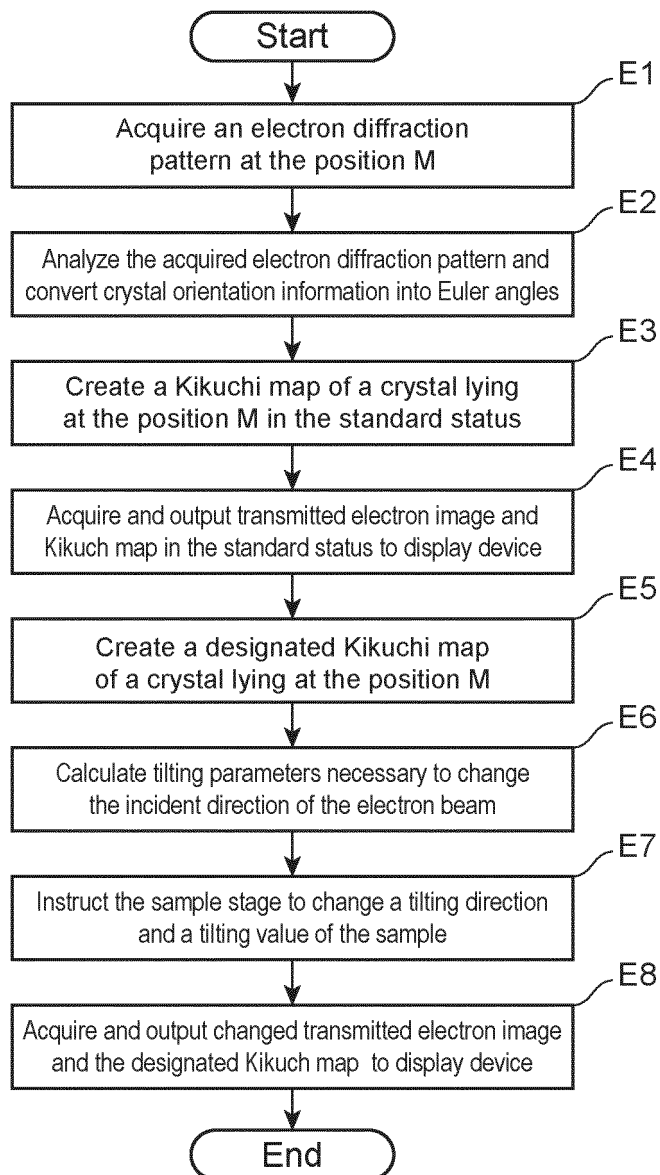 Start
E1
Acquire an electron diffraction
pattern at the position M
E2
Analyze the acquired electron diffraction pattern and
convert crystal orientation information into Euler angles
E3
Create a Kikuchi map of a crystal lying
at the position M in the standard status
E4
Acquire and output transmitted electron image and
Kikuch map in the standard status to display device
E5
Create a designated Kikuchi map
of a crystal lying at the position M
E6
Calculate tilting parameters necessary to change
the incident direction of the electron beam
E7
Instruct the sample stage to change a tilting direction
and a tilting value of the sample
E8
Acquire and output changed transmitted electron image
and the designated Kikuch map to display device
End